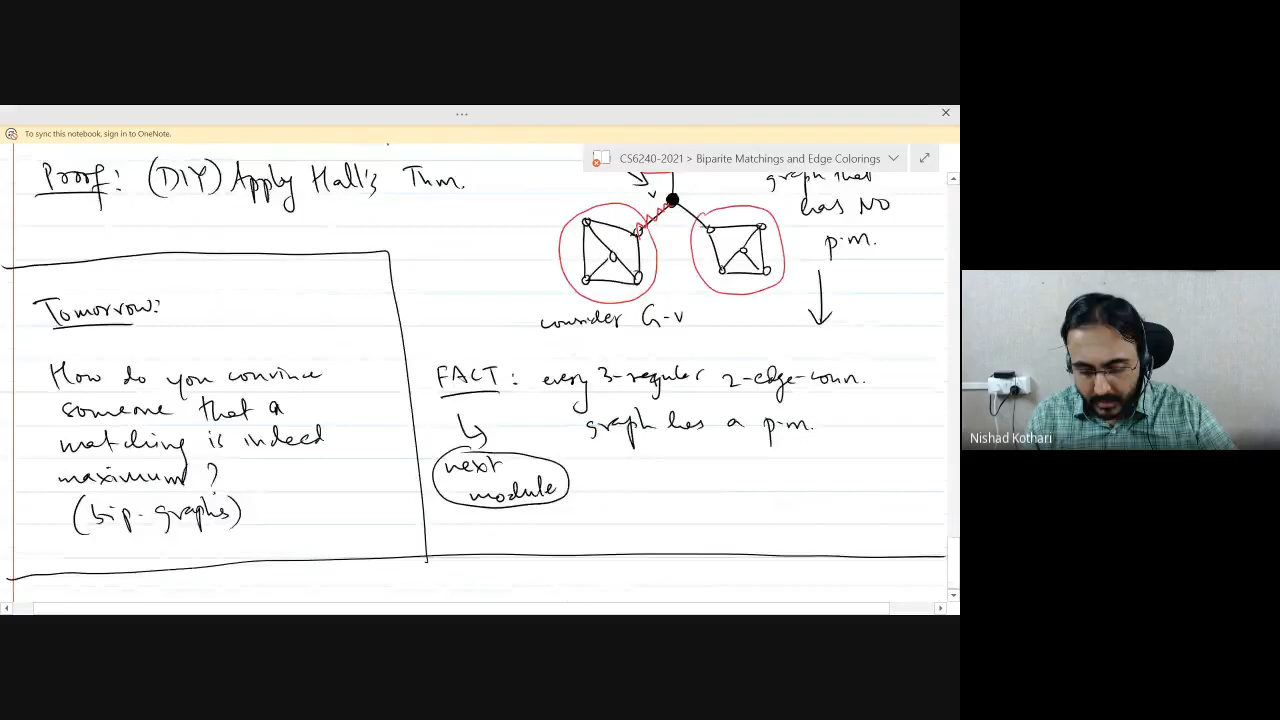 To sync this notebook, sign in to OneNote.
CS6240-2021 > Biparite Matchings and Edge Colorings
Proof: (DIY) Apply Hall's Thm.
graph that
has NO
p.m.
v
consider G-v
Tomorrow:
How do you convince
someone that a
matching is indeed
maximum?
(bip. graphs)
FACT: every 3-regular 2-edge-conn.
graph has a p.m.
next
module
Nishad Kothari